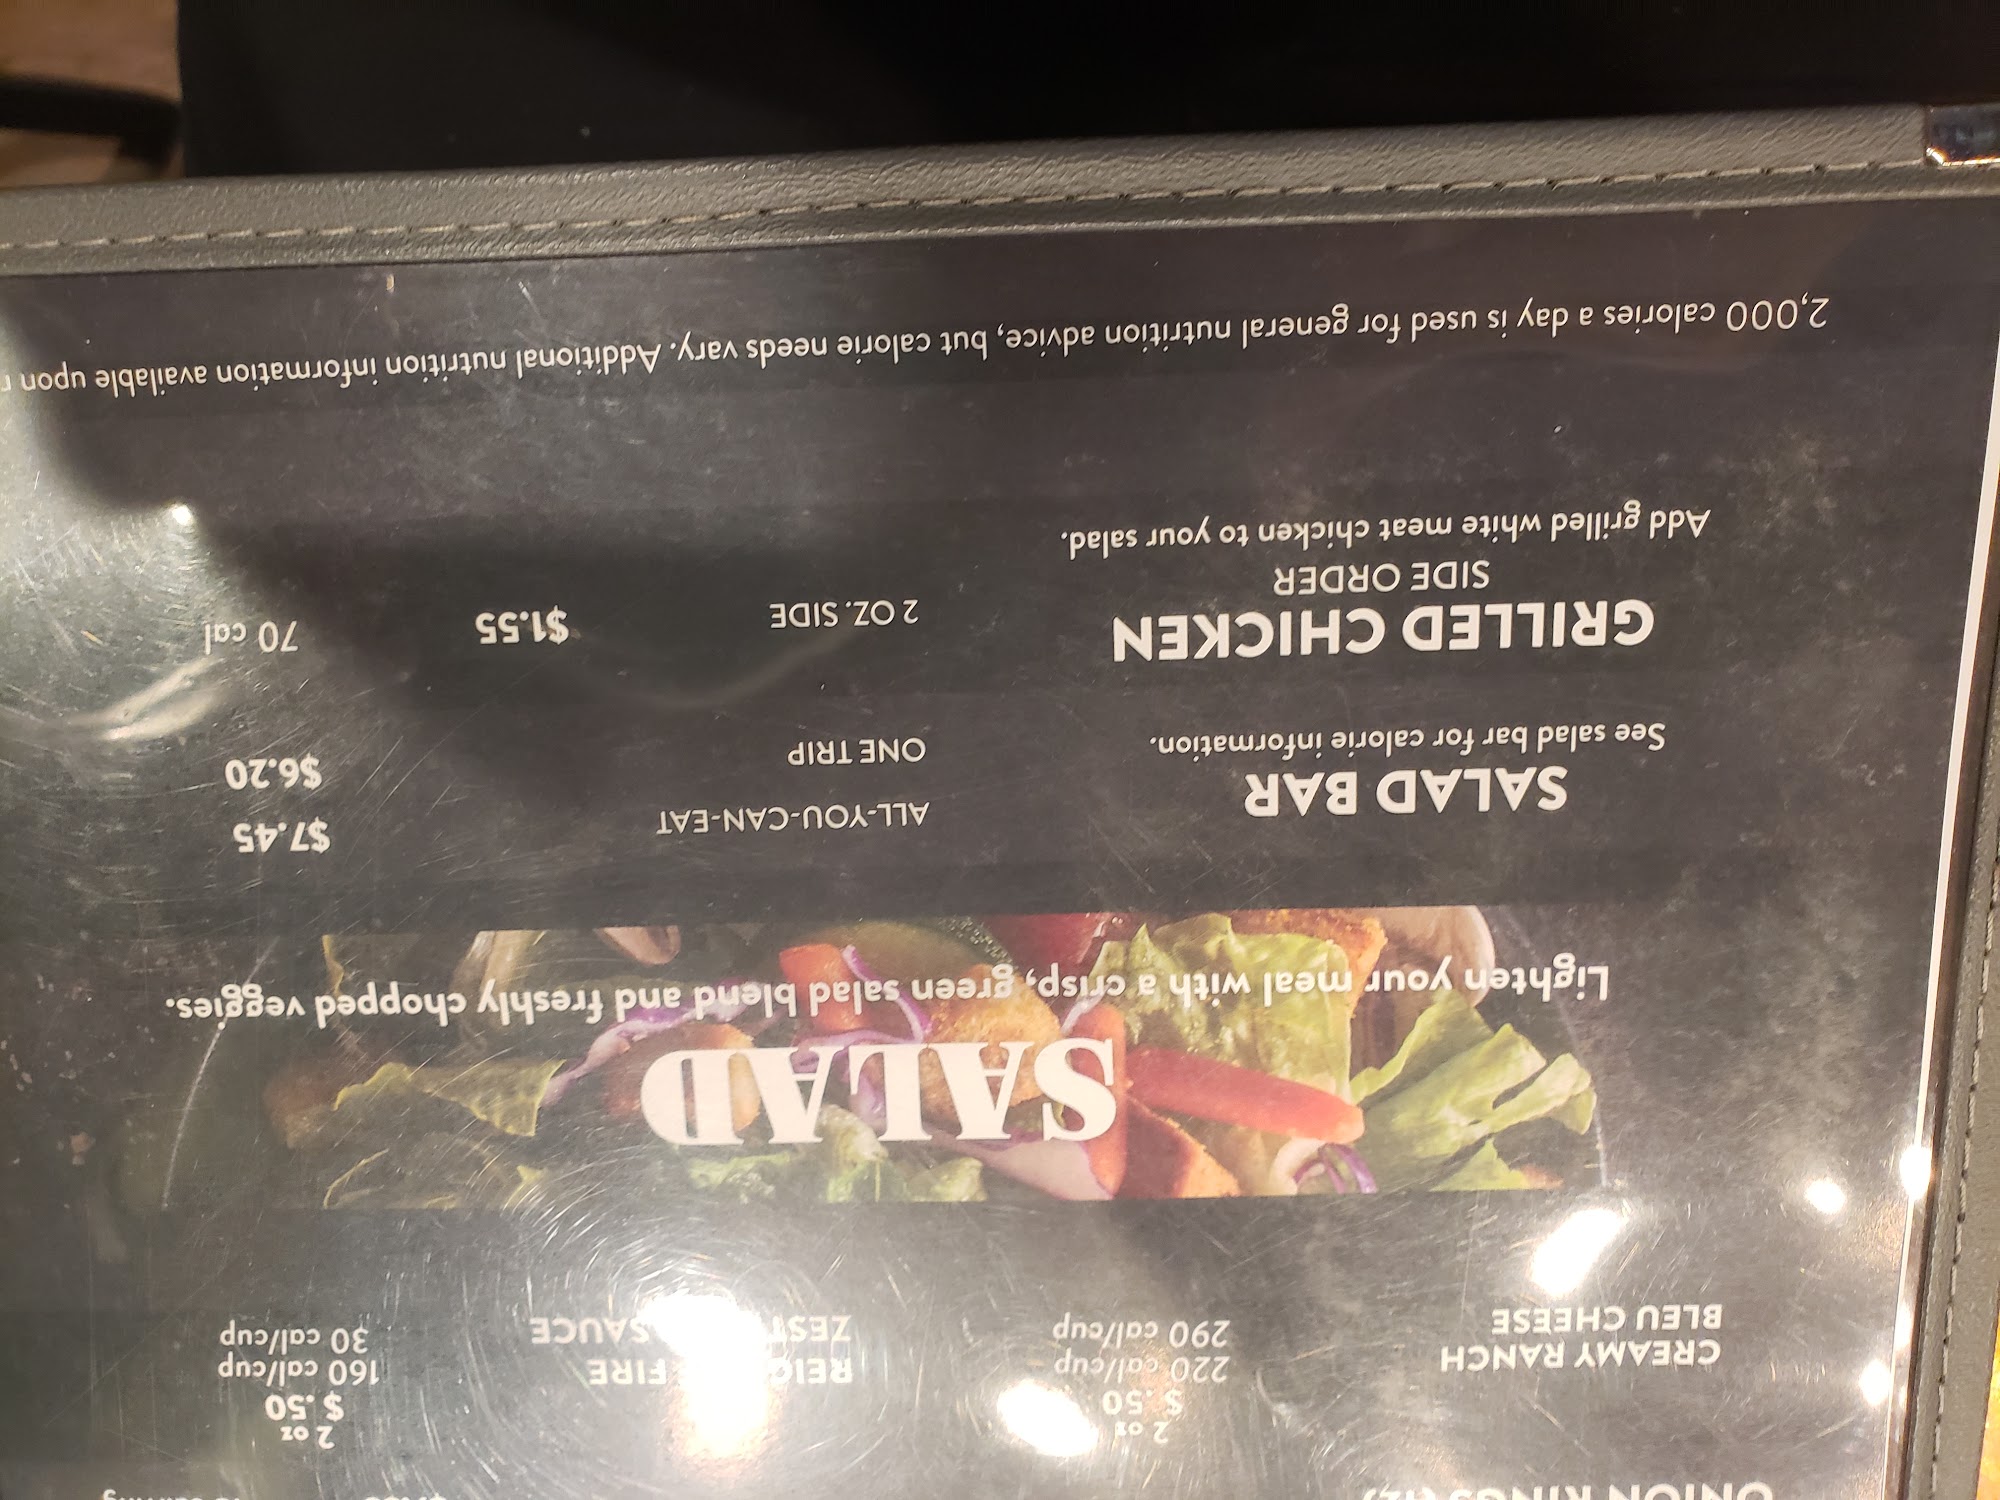 ONION RINGS
2 oz 2 oz
$ .50 $ .50
CREAMY RANCH 220 cal/cup FIRE 160 cal/cup
BLEU CHEESE 290 cal/cup SAUCE 30 cal/cup
SALAD
Lighten your meal with a crisp, green salad blend and freshly chopped veggies.
SALAD BAR ALL-YOU-CAN-EAT $7.45
See salad bar for calorie information. ONE TRIP $6.20
GRILLED CHICKEN 2 OZ. SIDE $1.55 70 cal
SIDE ORDER
Add grilled white meat chicken to your salad.
2,000 calories a day is used for general nutrition advice, but calorie needs vary. Additional nutrition information available upon